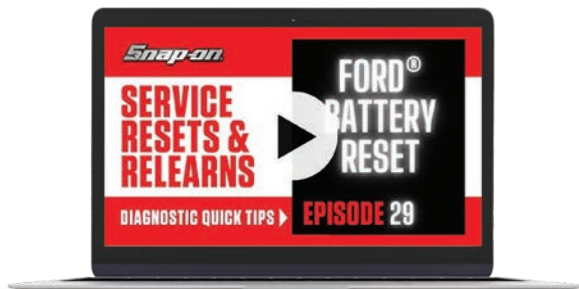 Snap-on
SERVICE
RESETS &
RELEARNS
DIAGNOSTIC QUICK TIPS
FORD®
BATTERY
RESET
EPISODE 29